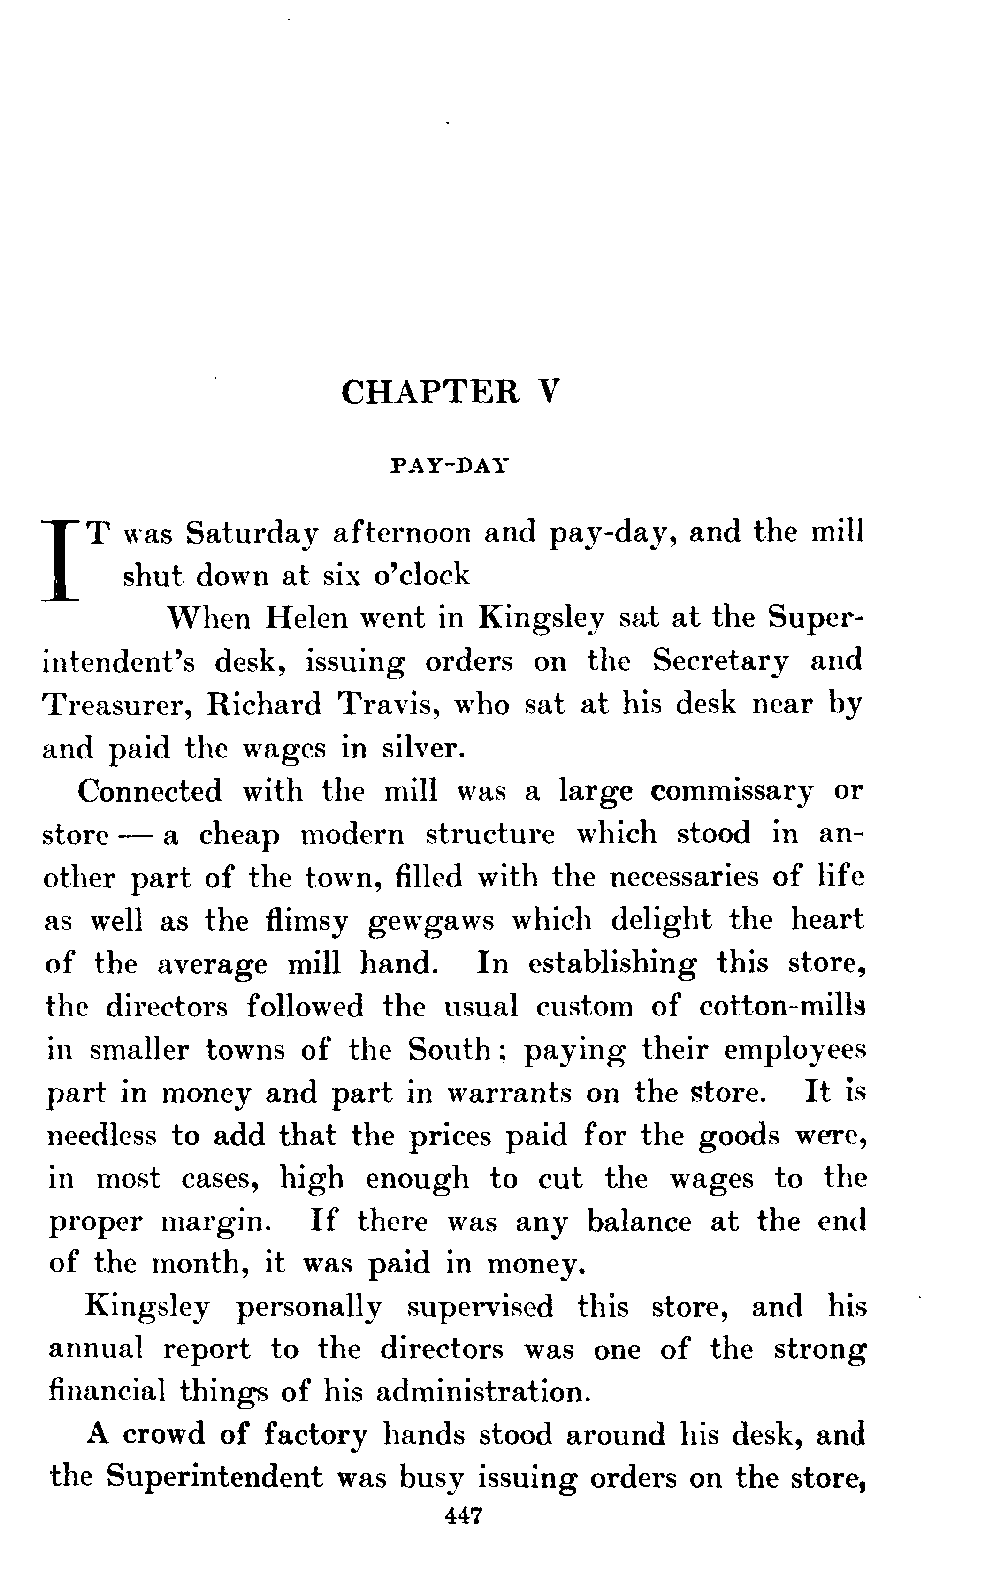 CHAPTER V
PAY-DAY
IT was Saturday afternoon and pay-day, and the mill
shut down at six o'clock
When Helen went in Kingsley sat at the Super-
intendent's desk, issuing orders on the Secretary and
Treasurer, Richard Travis, who sat at his desk near by
and paid the wages in silver.
Connected with the mill was a large commissary or
store — a cheap modern structure which stood in an-
other part of the town, filled with the necessaries of life
as well as the flimsy gewgaws which delight the heart
of the average mill hand. In establishing this store,
the directors followed the usual custom of cotton-mills
in smaller towns of the South; paying their employees
part in money and part in warrants on the store. It is
needless to add that the prices paid for the goods were,
in most cases, high enough to cut the wages to the
proper margin. If there was any balance at the end
of the month, it was paid in money.
Kingsley personally supervised this store, and his
annual report to the directors was one of the strong
financial things of his administration.
A crowd of factory hands stood around his desk, and
the Superintendent was busy issuing orders on the store,
447